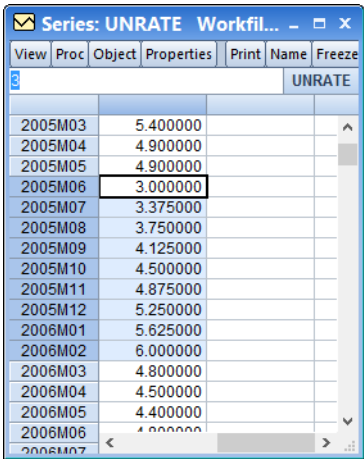 Series: UNRATE Workfil...
View Proc Object Properties Print Name Freeze
3 UNRATE
2005M03 5.400000
2005M04 4.900000
2005M05 4.900000
2005M06 3.000000
2005M07 3.375000
2005M08 3.750000
2005M09 4.125000
2005M10 4.500000
2005M11 4.875000
2005M12 5.250000
2006M01 5.625000
2006M02 6.000000
2006M03 4.800000
2006M04 4.500000
2006M05 4.400000
2006M06
2006M07